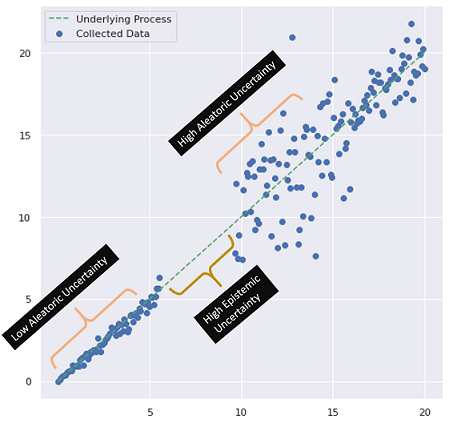 Underlying Process
Collected Data
High Aleatoric Uncertainty
Low Aleatoric Uncertainty
High Epistemic
Uncertainty
20
15
10
5
0
5
10
15
20